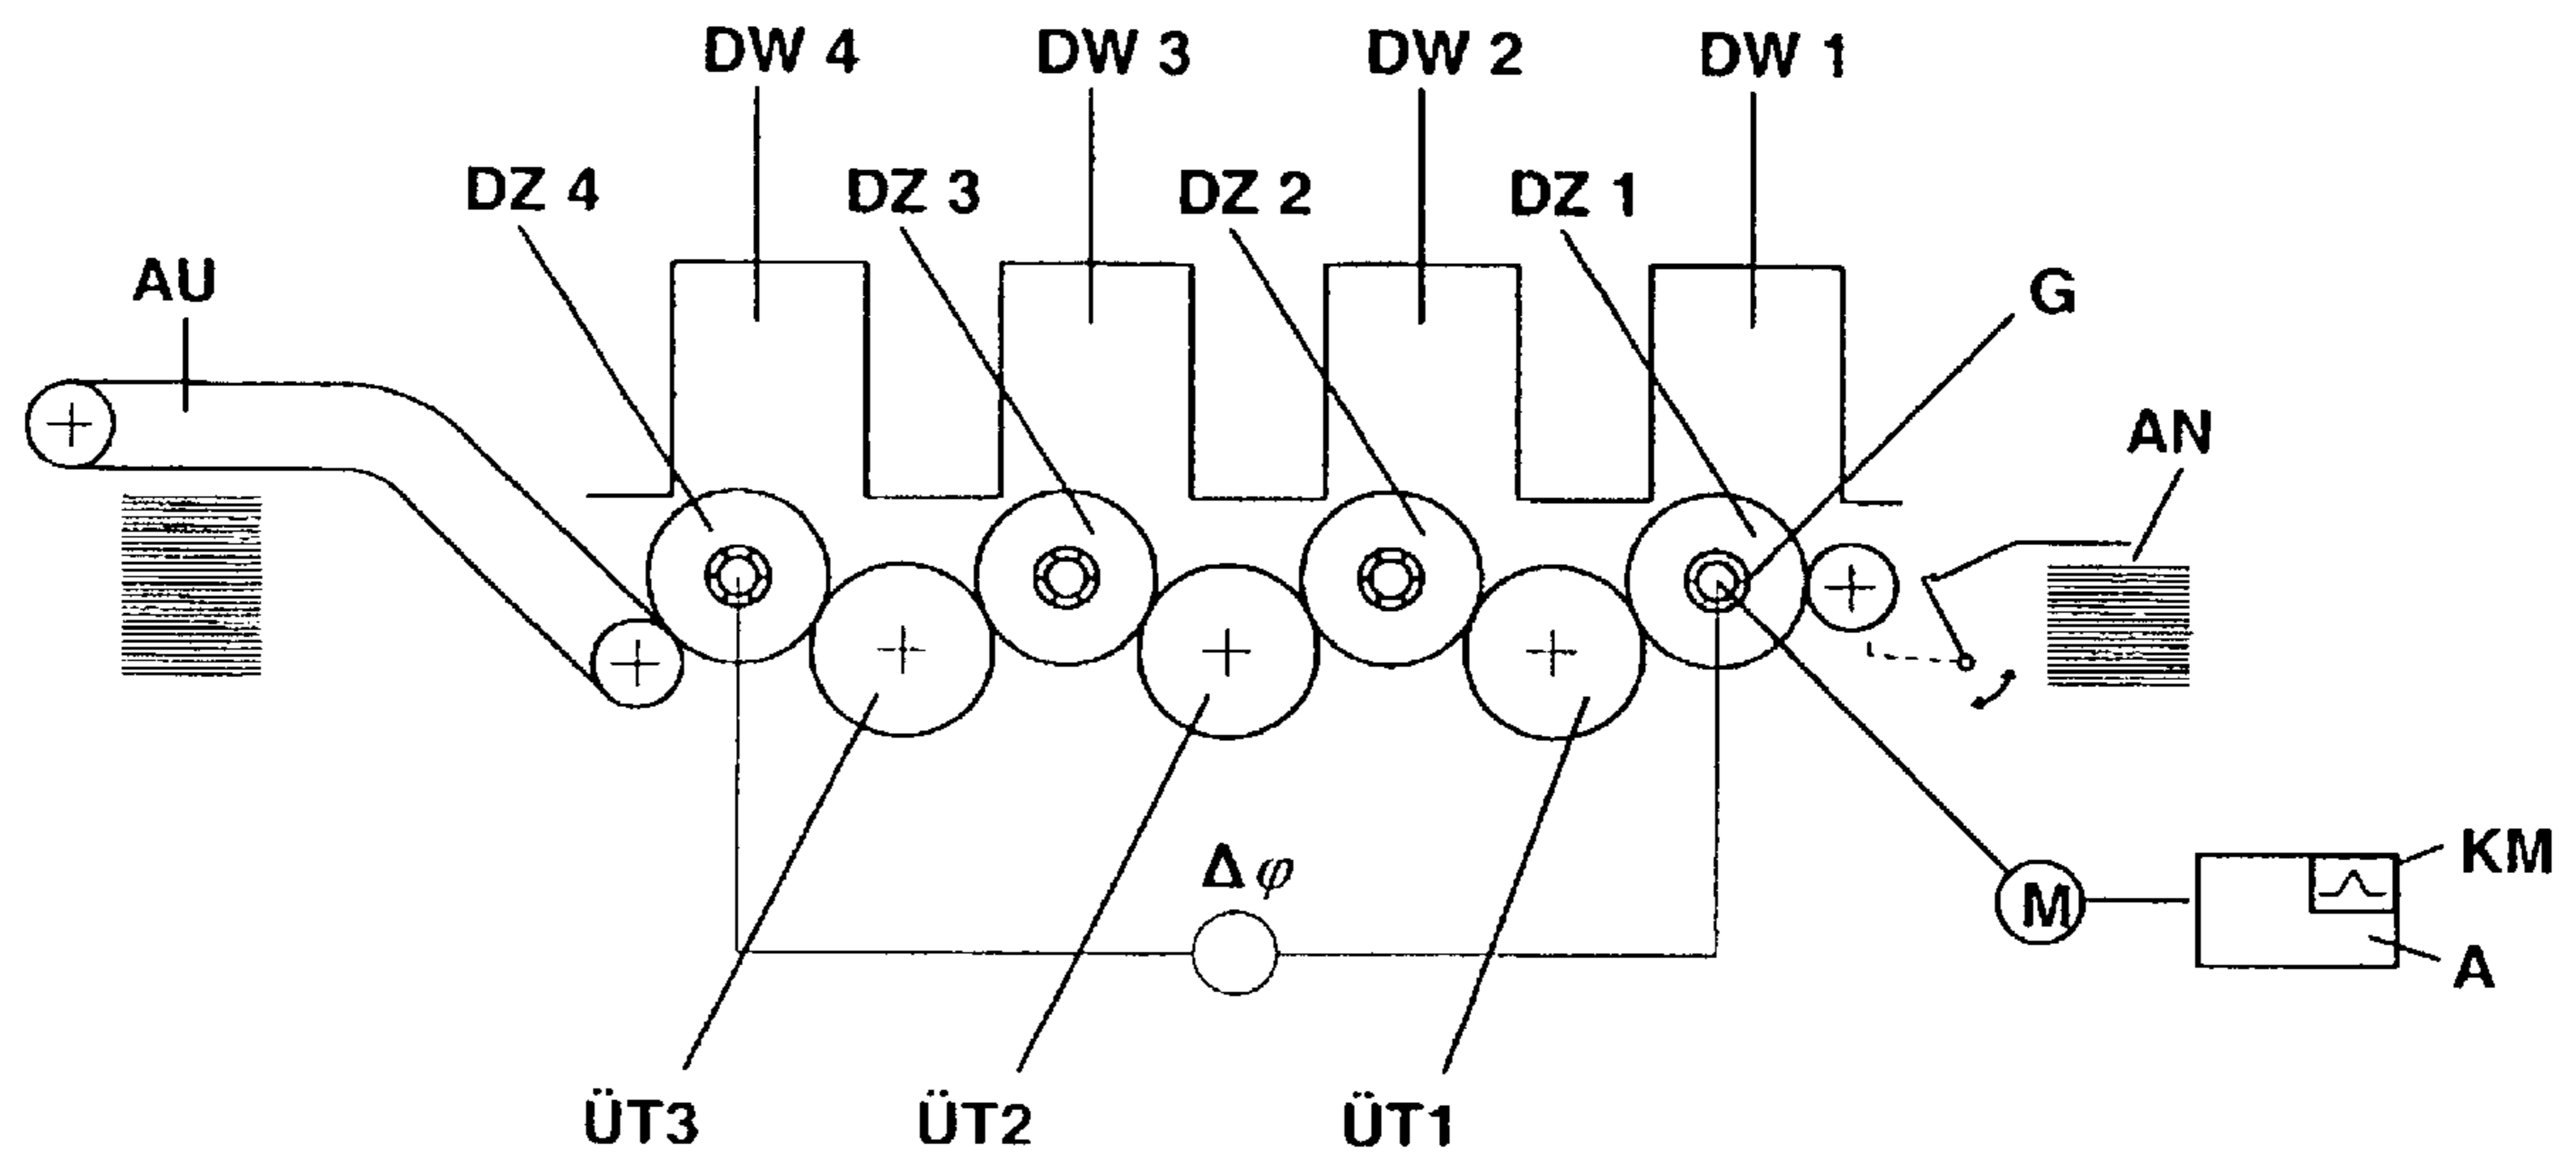 DW 4 DW 3 DW 2 DW 1
DZ 4 DZ 3 DZ 2 DZ 1
AU G
AN
Δφ KM
M
A
ÜT3 ÜT2 ÜT1